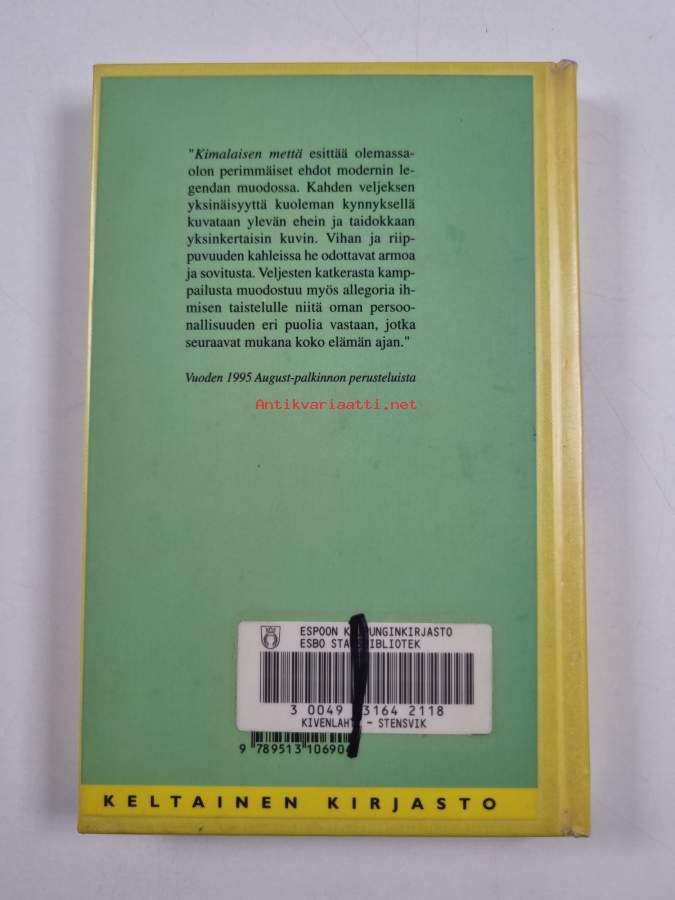 "Kimalaisen mettä esittää olemassa-
olon perimmäiset ehdot modernin le-
gendan muodossa. Kahden veljeksen
yksinäisyyttä kuoleman kynnyksellä
kuvataan ylevän ehein ja taidokkaan
yksinkertaisin kuvin. Vihan ja riip-
puvuuden kahleissa he odottavat armoa
ja sovitusta. Veljesten katkerasta kamp-
pailusta muodostuu myös allegoria ih-
misen taistelulle niitä oman persoo-
nallisuuden eri puolia vastaan, jotka
seuraavat mukana koko elämän ajan."
Vuoden 1995 August-palkinnon perusteluista
Antikvariaatti.net
ESPOON KAUPUNGINKIRJASTO
ESBO STADSBIBLIOTEK
3 0049 3164 2118
KIVENLAHTI - STENSVIK
9 789513 10690
KELTAINEN KIRJASTO